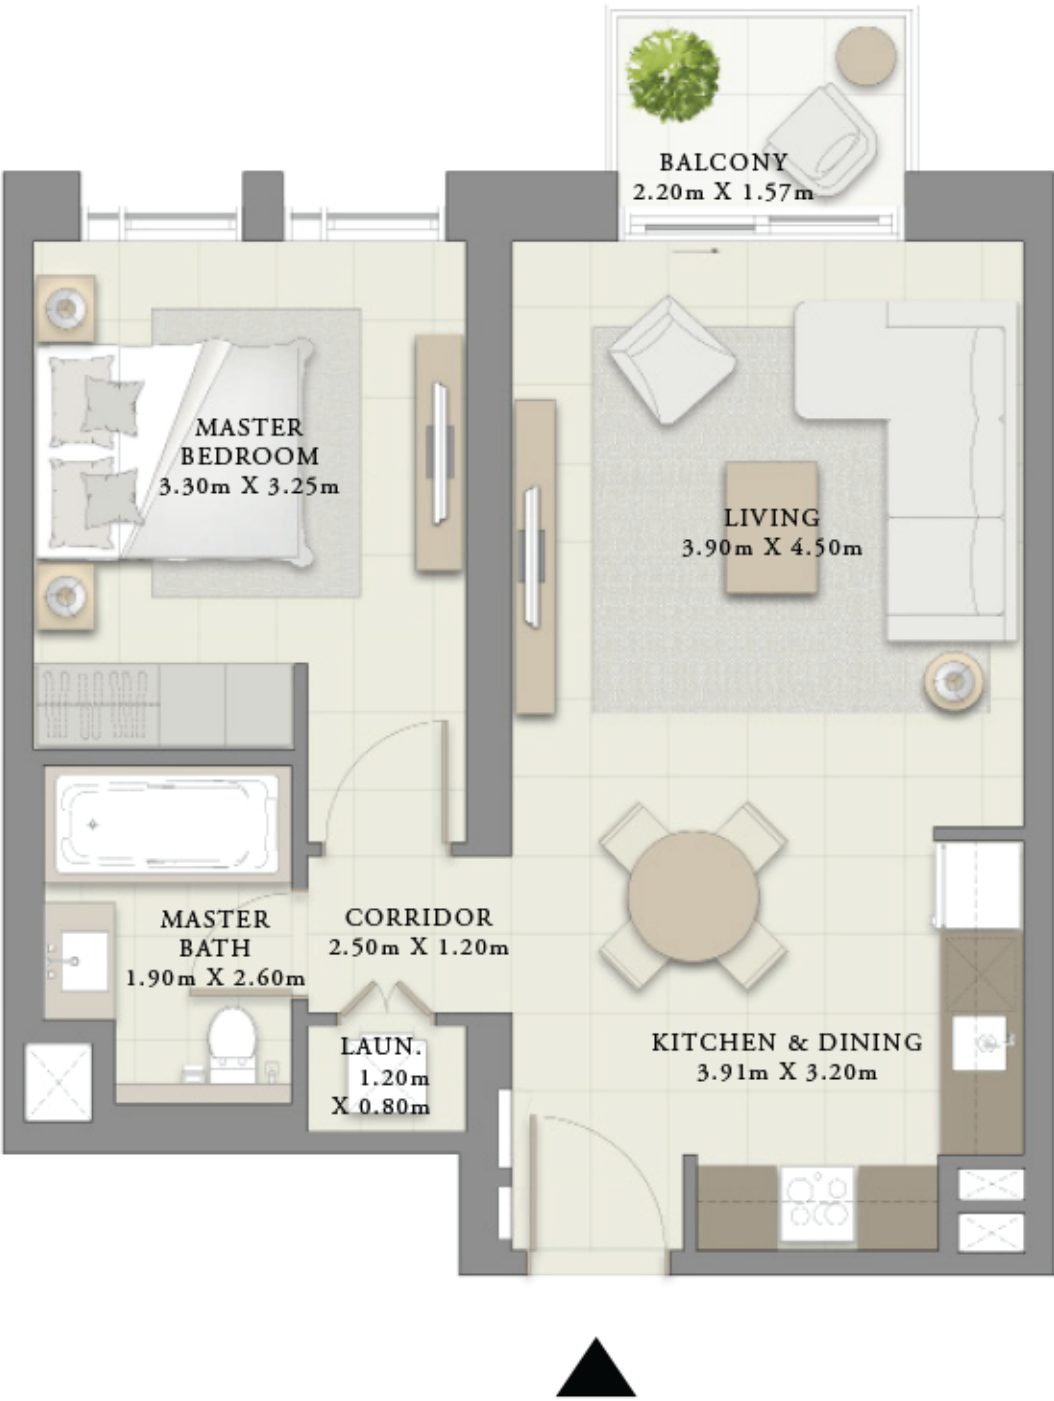 BALCONY
2.20m X 1.57m
MASTER
BEDROOM
3.30m X 3.25m
LIVING
3.90m X 4.50m
MASTER
BATH
1.90m X 2.60m
CORRIDOR
2.50m X 1.20m
LAUN.
1.20m
X 0.80m
KITCHEN & DINING
3.91m X 3.20m